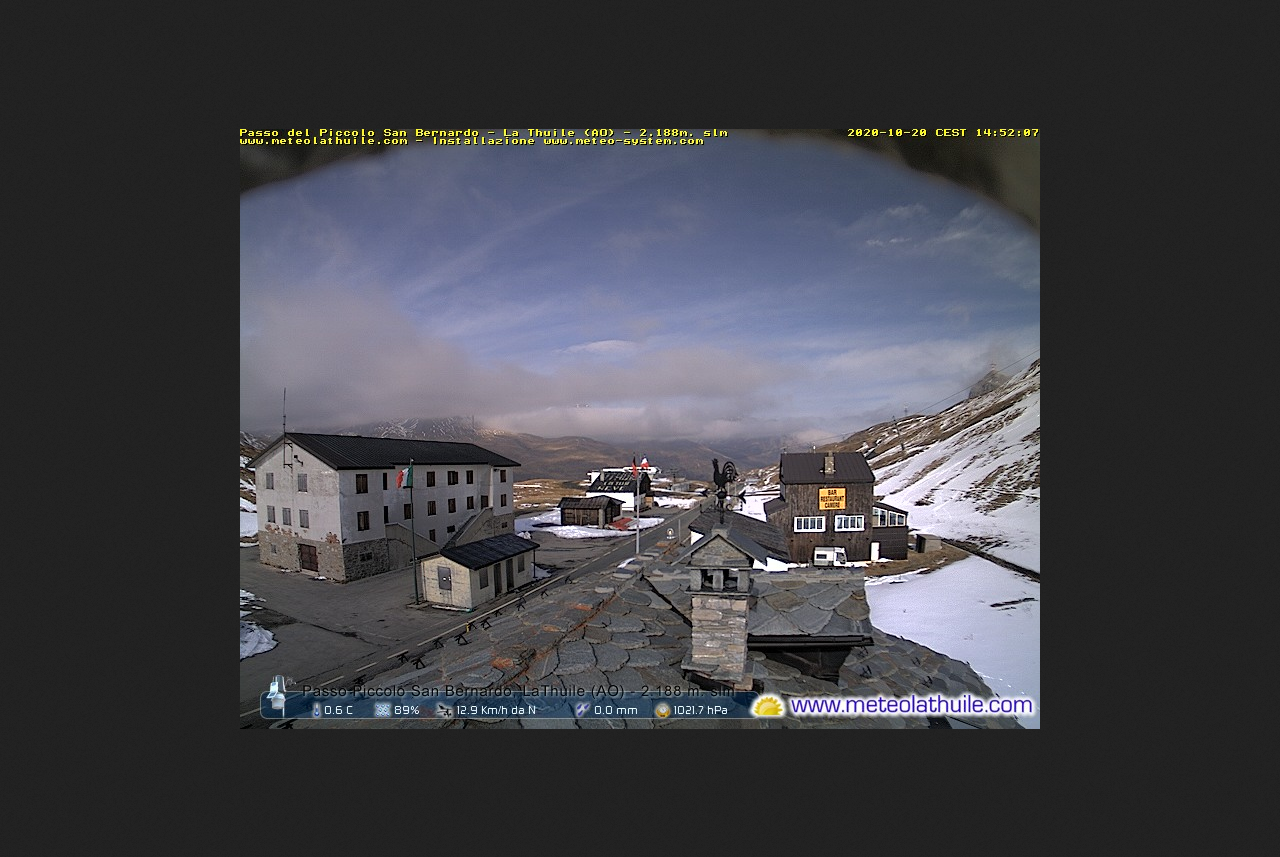 Passo del Piccolo San Bernardo - La Thuile (AO) - 2.188m. slm
2020-10-20 CEST 14:52:07
www.meteolathuile.com - Installazione www.meteo-system.com
BAR
RESTAURANT
CAMERE
Passo Piccolo San Bernardo, LaThuile (AO) - 2.188 m. slm
0.6 C 89% 12.9 Km/h da N 0.0 mm 1021.7 hPa
www.meteolathuile.com